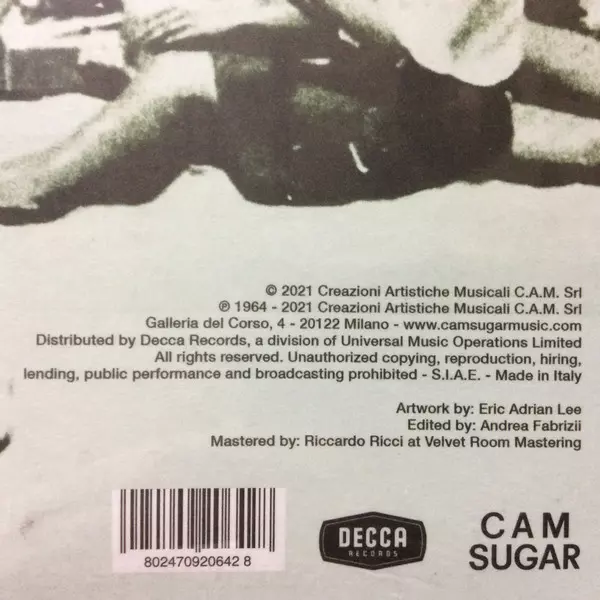 © 2021 Creazioni Artistiche Musicali C.A.M. Srl
℗ 1964 - 2021 Creazioni Artistiche Musicali C.A.M. Srl
Galleria del Corso, 4 - 20122 Milano - www.camsugarmusic.com
Distributed by Decca Records, a division of Universal Music Operations Limited
All rights reserved. Unauthorized copying, reproduction, hiring,
lending, public performance and broadcasting prohibited - S.I.A.E. - Made in Italy
Artwork by: Eric Adrian Lee
Edited by: Andrea Fabrizii
Mastered by: Riccardo Ricci at Velvet Room Mastering
802470920642 8
DECCA
RECORDS
CAM
SUGAR